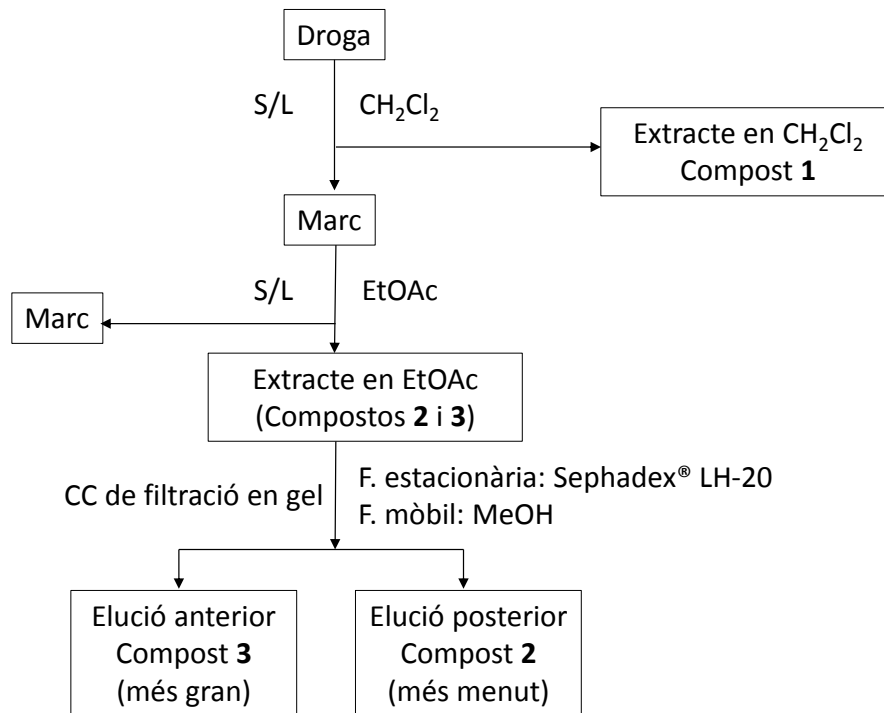 Droga
S/L
CH₂Cl₂
Extracte en CH₂Cl₂
Compost 1
Marc
S/L
EtOAc
Marc
Extracte en EtOAc
(Compostos 2 i 3)
CC de filtració en gel
F. estacionària: Sephadex® LH-20
F. mòbil: MeOH
Elució anterior
Compost 3
(més gran)
Elució posterior
Compost 2
(més menut)